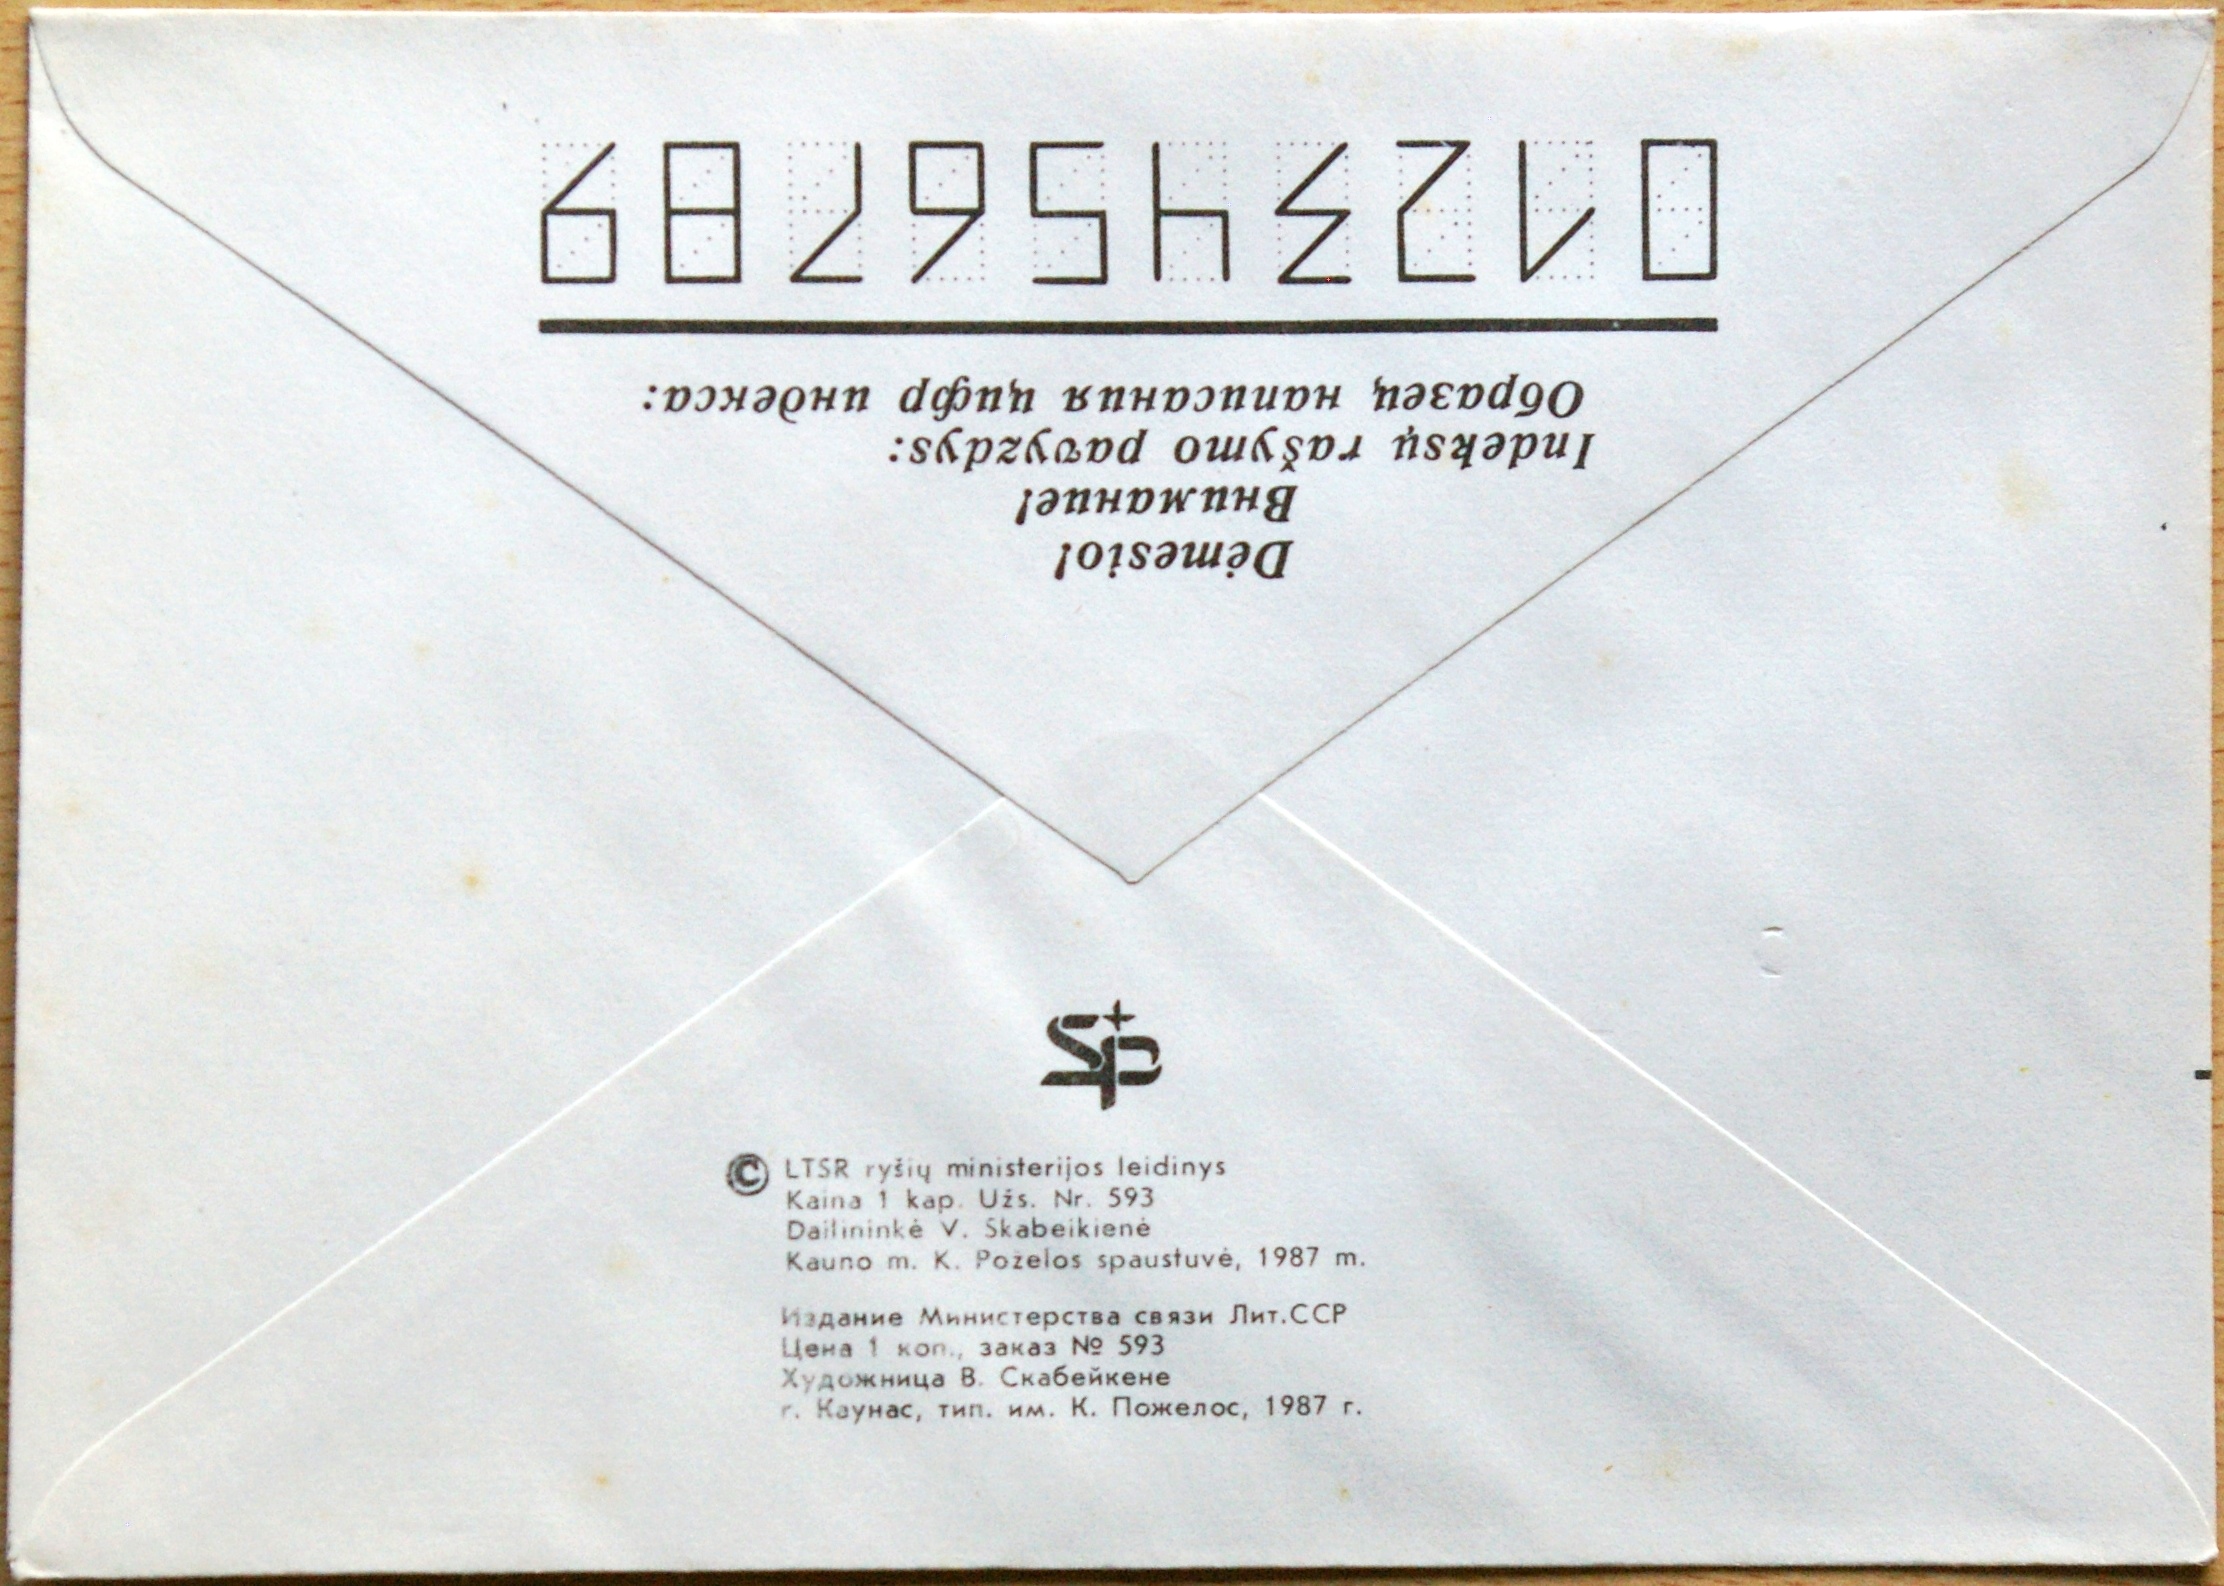 Dėmesio!
Внимание!
Indeksų rašymo pavyzdys:
Образец написания цифр индекса:
0123456789
Sp
© LTSR ryšių ministerijos leidinys
Kaina 1 kap. Užs. Nr. 593
Dailininkė V. Skabeikienė
Kauno m. K. Poželos spaustuvė, 1987 m.
Издание Министерства связи Лит.ССР
Цена 1 коп., заказ № 593
Художница В. Скабейкене
г. Каунас, тип. им. К. Пожелос, 1987 г.